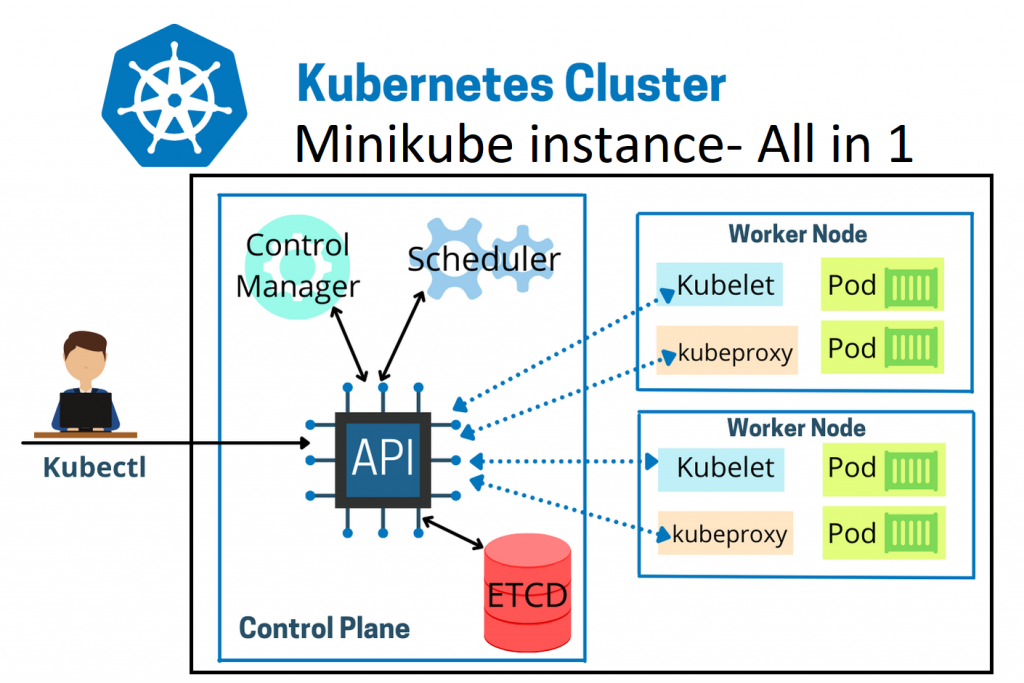 Kubernetes Cluster
Minikube instance- All in 1
Control
Manager
Scheduler
API
ETCD
Control Plane
Kubectl
Worker Node
Kubelet
Pod
kubeproxy
Pod
Worker Node
Kubelet
Pod
kubeproxy
Pod